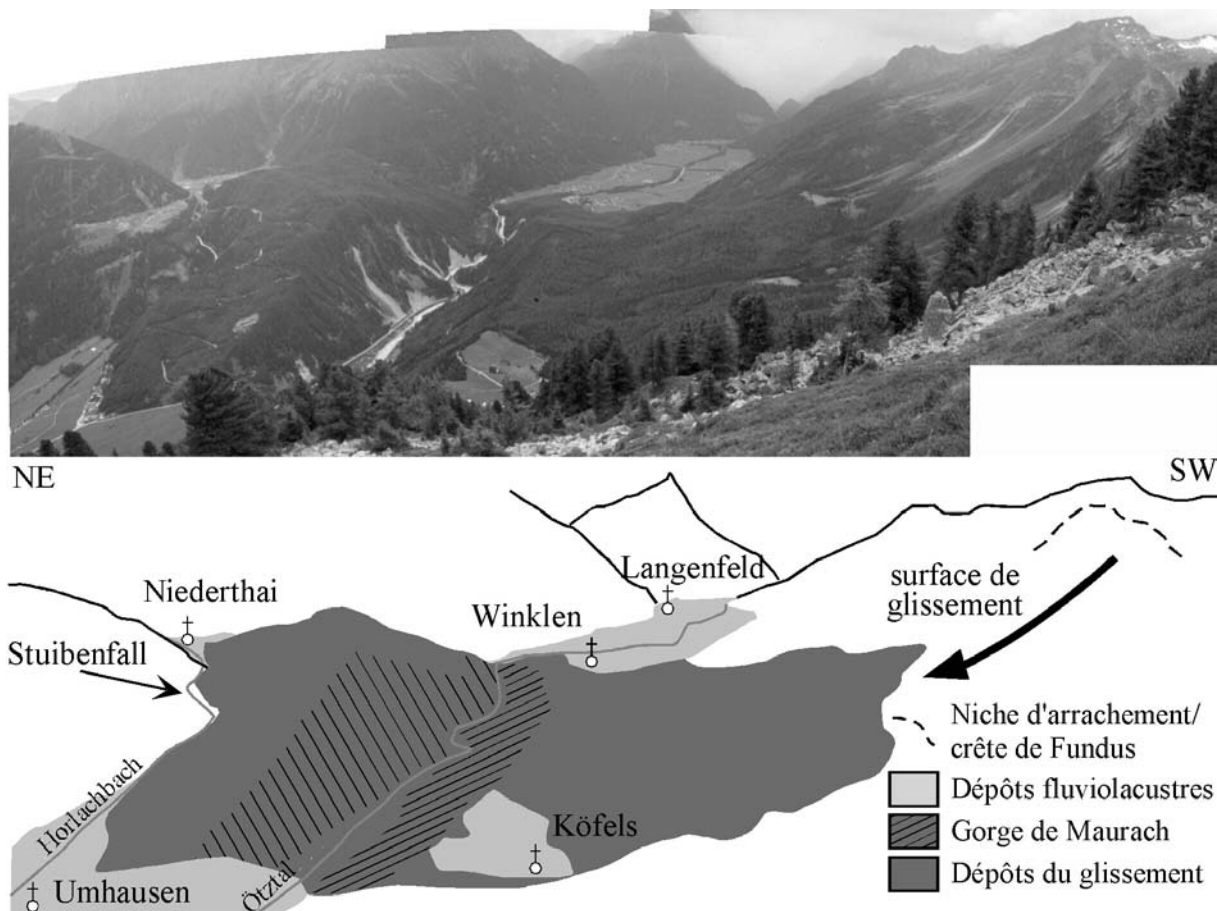 NE
SW
Niederthai
Stuibenfall
Langenfeld
Winklen
surface de
glissement
Horlachbach
Ötztal
Umhausen
Köfels
Niche d'arrachement/
crête de Fundus
Dépôts fluviolacustres
Gorge de Maurach
Dépôts du glissement